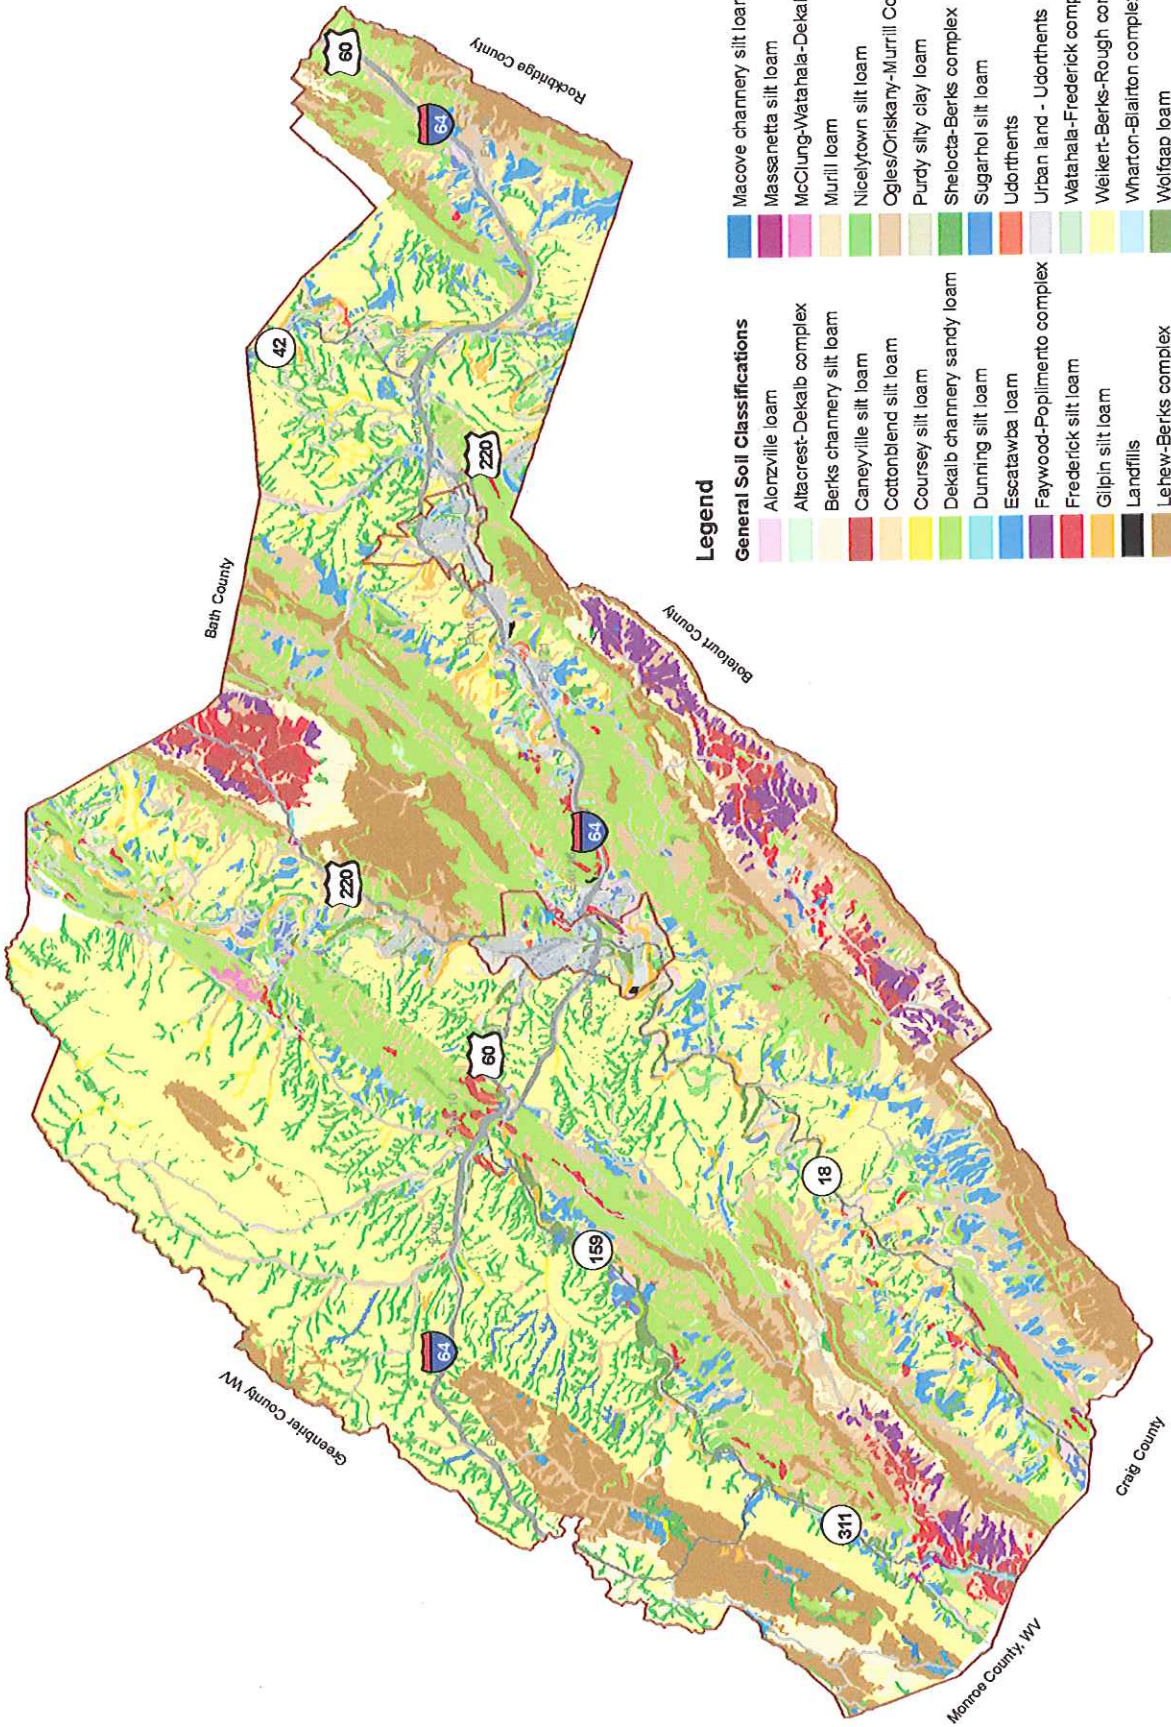 60
Rockbridge County
64
42
220
Bath County
Botetourt County
220
64
60
18
159
64
311
Greenbrier County WV
Craig County
Monroe County, WV
Legend
General Soil Classifications
Alonzville loam
Altacrest-Dekalb complex
Berks channery silt loam
Caneyville silt loam
Cottonblend silt loam
Coursey silt loam
Dekalb channery sandy loam
Dunning silt loam
Escatawba loam
Faywood-Poplimento complex
Frederick silt loam
Gilpin silt loam
Landfills
Lehew-Berks complex
Macove channery silt loam
Massanetta silt loam
McClung-Watahala-Dekal
Murill loam
Nicelytown silt loam
Ogles/Oriskany-Murrill Co
Purdy silty clay loam
Shelocta-Berks complex
Sugarhol silt loam
Udorthents
Urban land - Udorthents
Watahala-Frederick comp
Weikert-Berks-Rough cor
Wharton-Blairton complex
Wolfgap loam